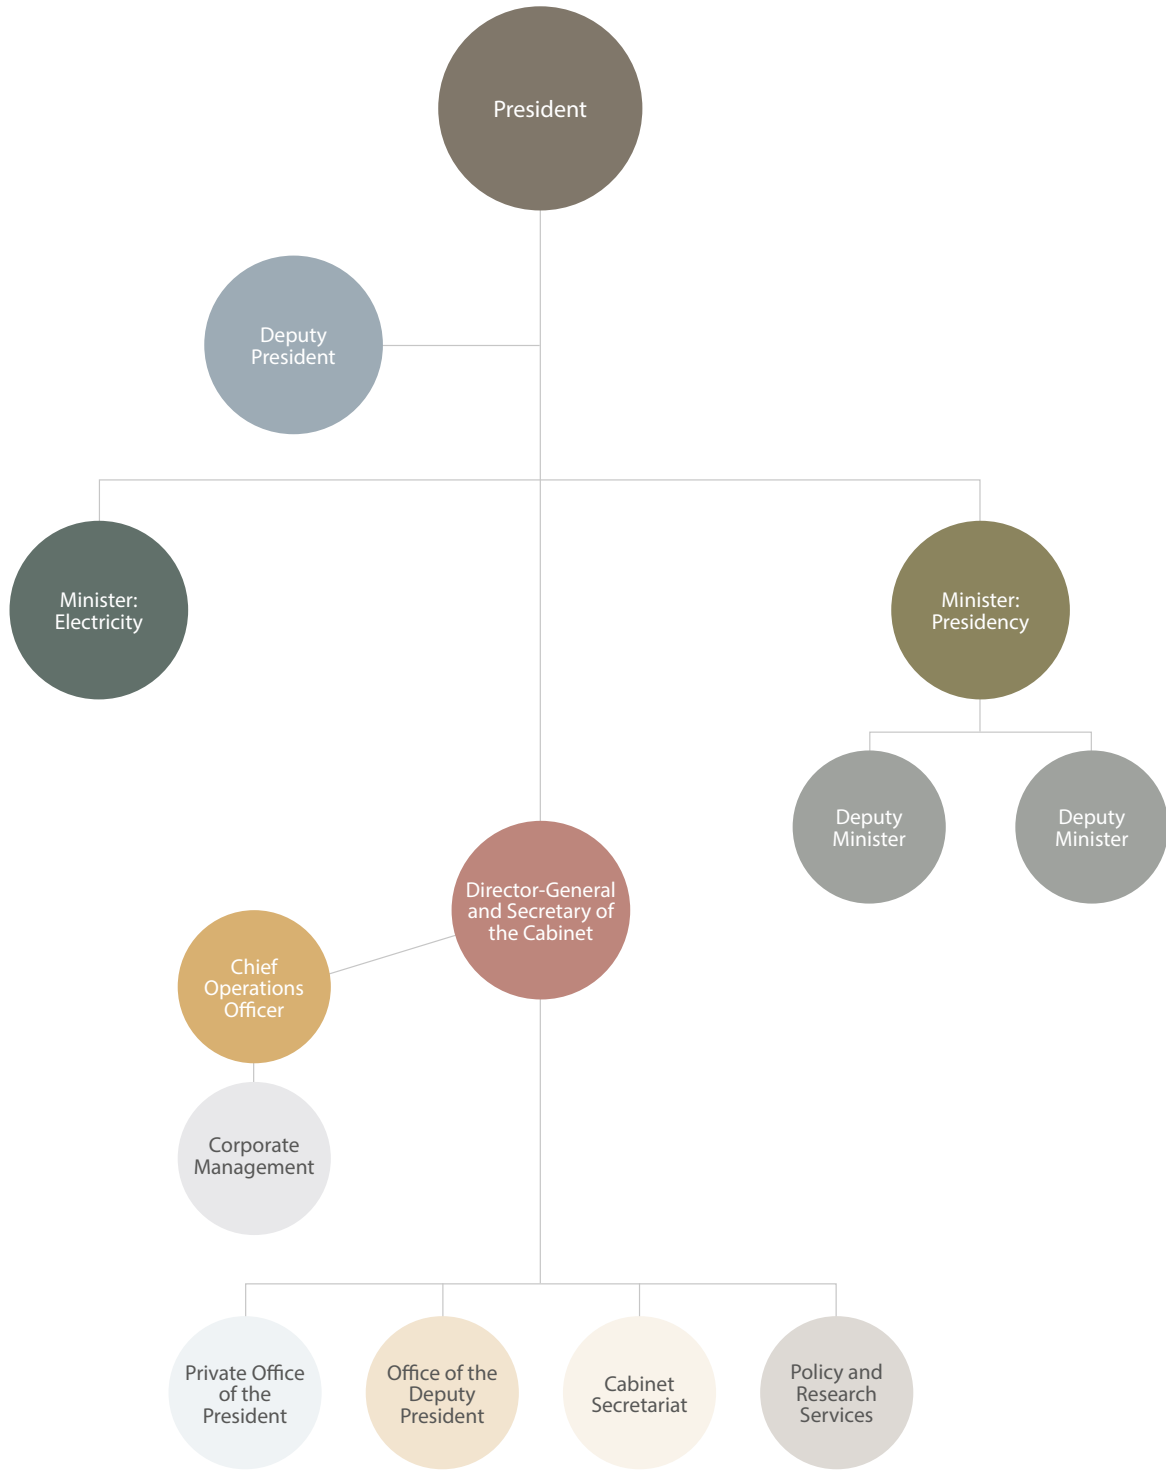 President
Deputy
President
Minister:
Electricity
Minister:
Presidency
Deputy
Minister
Deputy
Minister
Director-General
and Secretary of
the Cabinet
Chief
Operations
Officer
Corporate
Management
Private Office
of the
President
Office of the
Deputy
President
Cabinet
Secretariat
Policy and
Research
Services